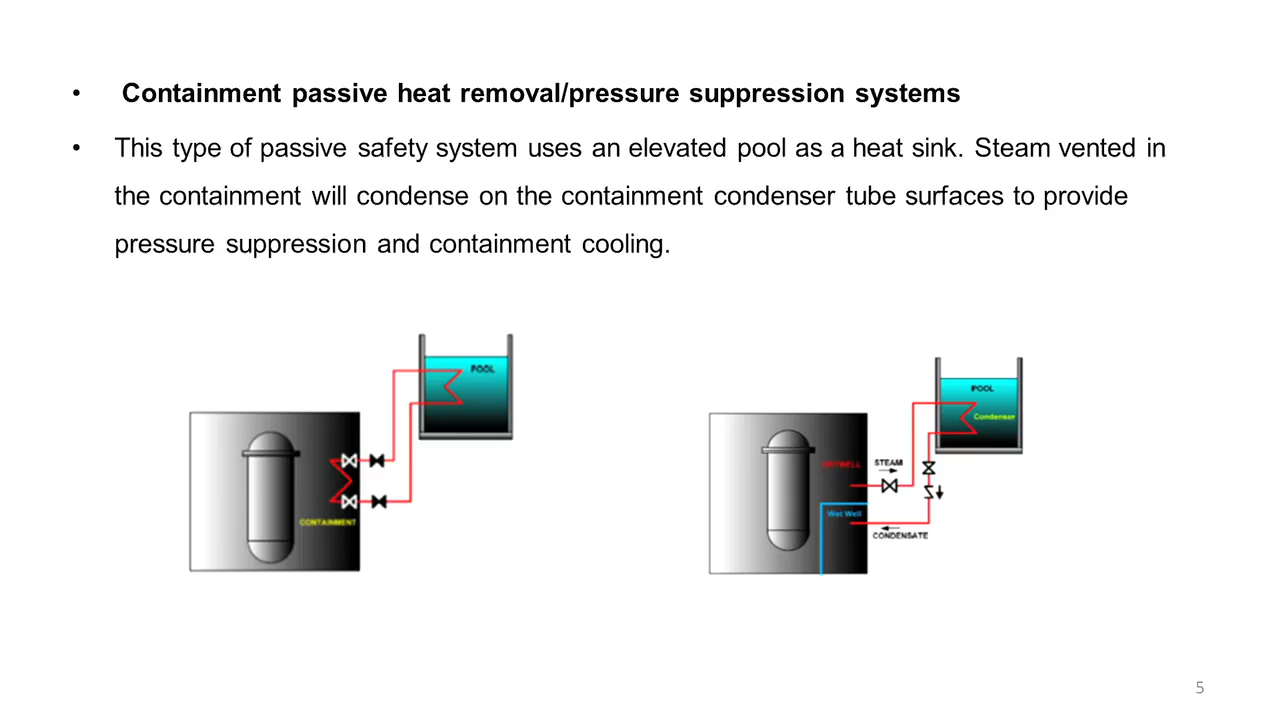 • Containment passive heat removal/pressure suppression systems
• This type of passive safety system uses an elevated pool as a heat sink. Steam vented in
the containment will condense on the containment condenser tube surfaces to provide
pressure suppression and containment cooling.
POOL
CONTAINMENT
POOL
Condenser
DRYWELL
STEAM
Wet Well
CONDENSATE
5